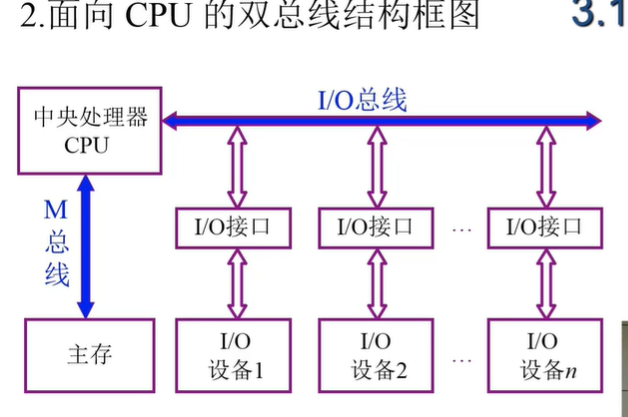 2.面向 CPU 的双总线结构框图
3.1
I/O总线
中央处理器
CPU
M
总
线
I/O接口
I/O接口
…
I/O接口
主存
I/O
设备1
I/O
设备2
…
I/O
设备n